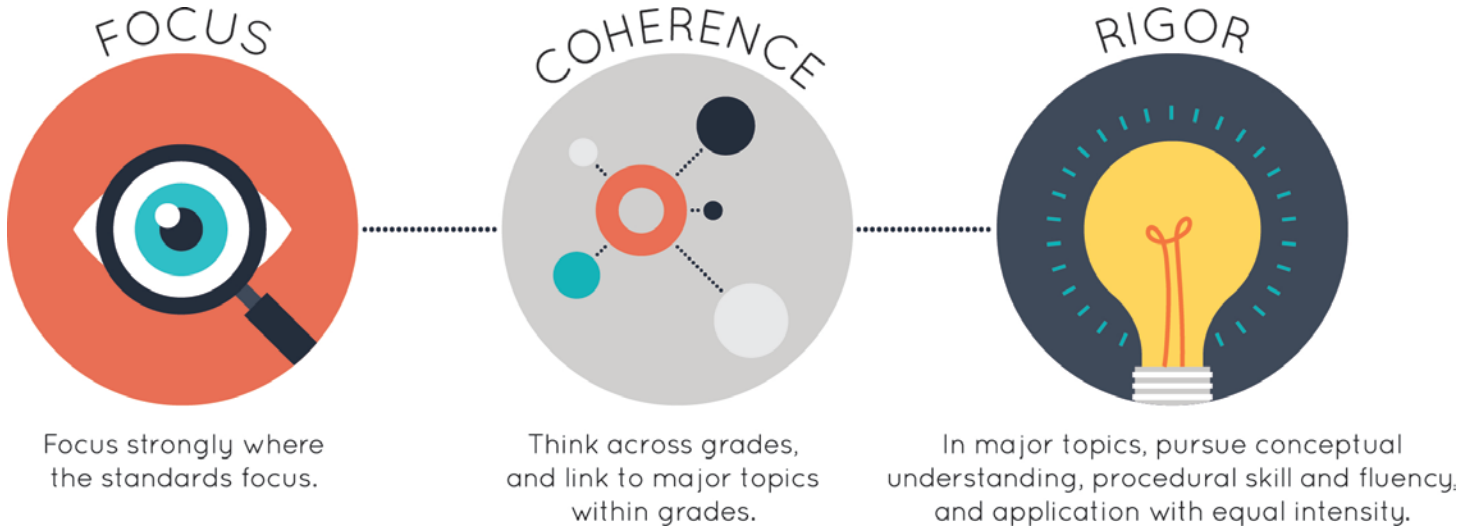 FOCUS
Focus strongly where
the standards focus.
COHERENCE
Think across grades,
and link to major topics
within grades.
RIGOR
In major topics, pursue conceptual
understanding, procedural skill and fluency,
and application with equal intensity.